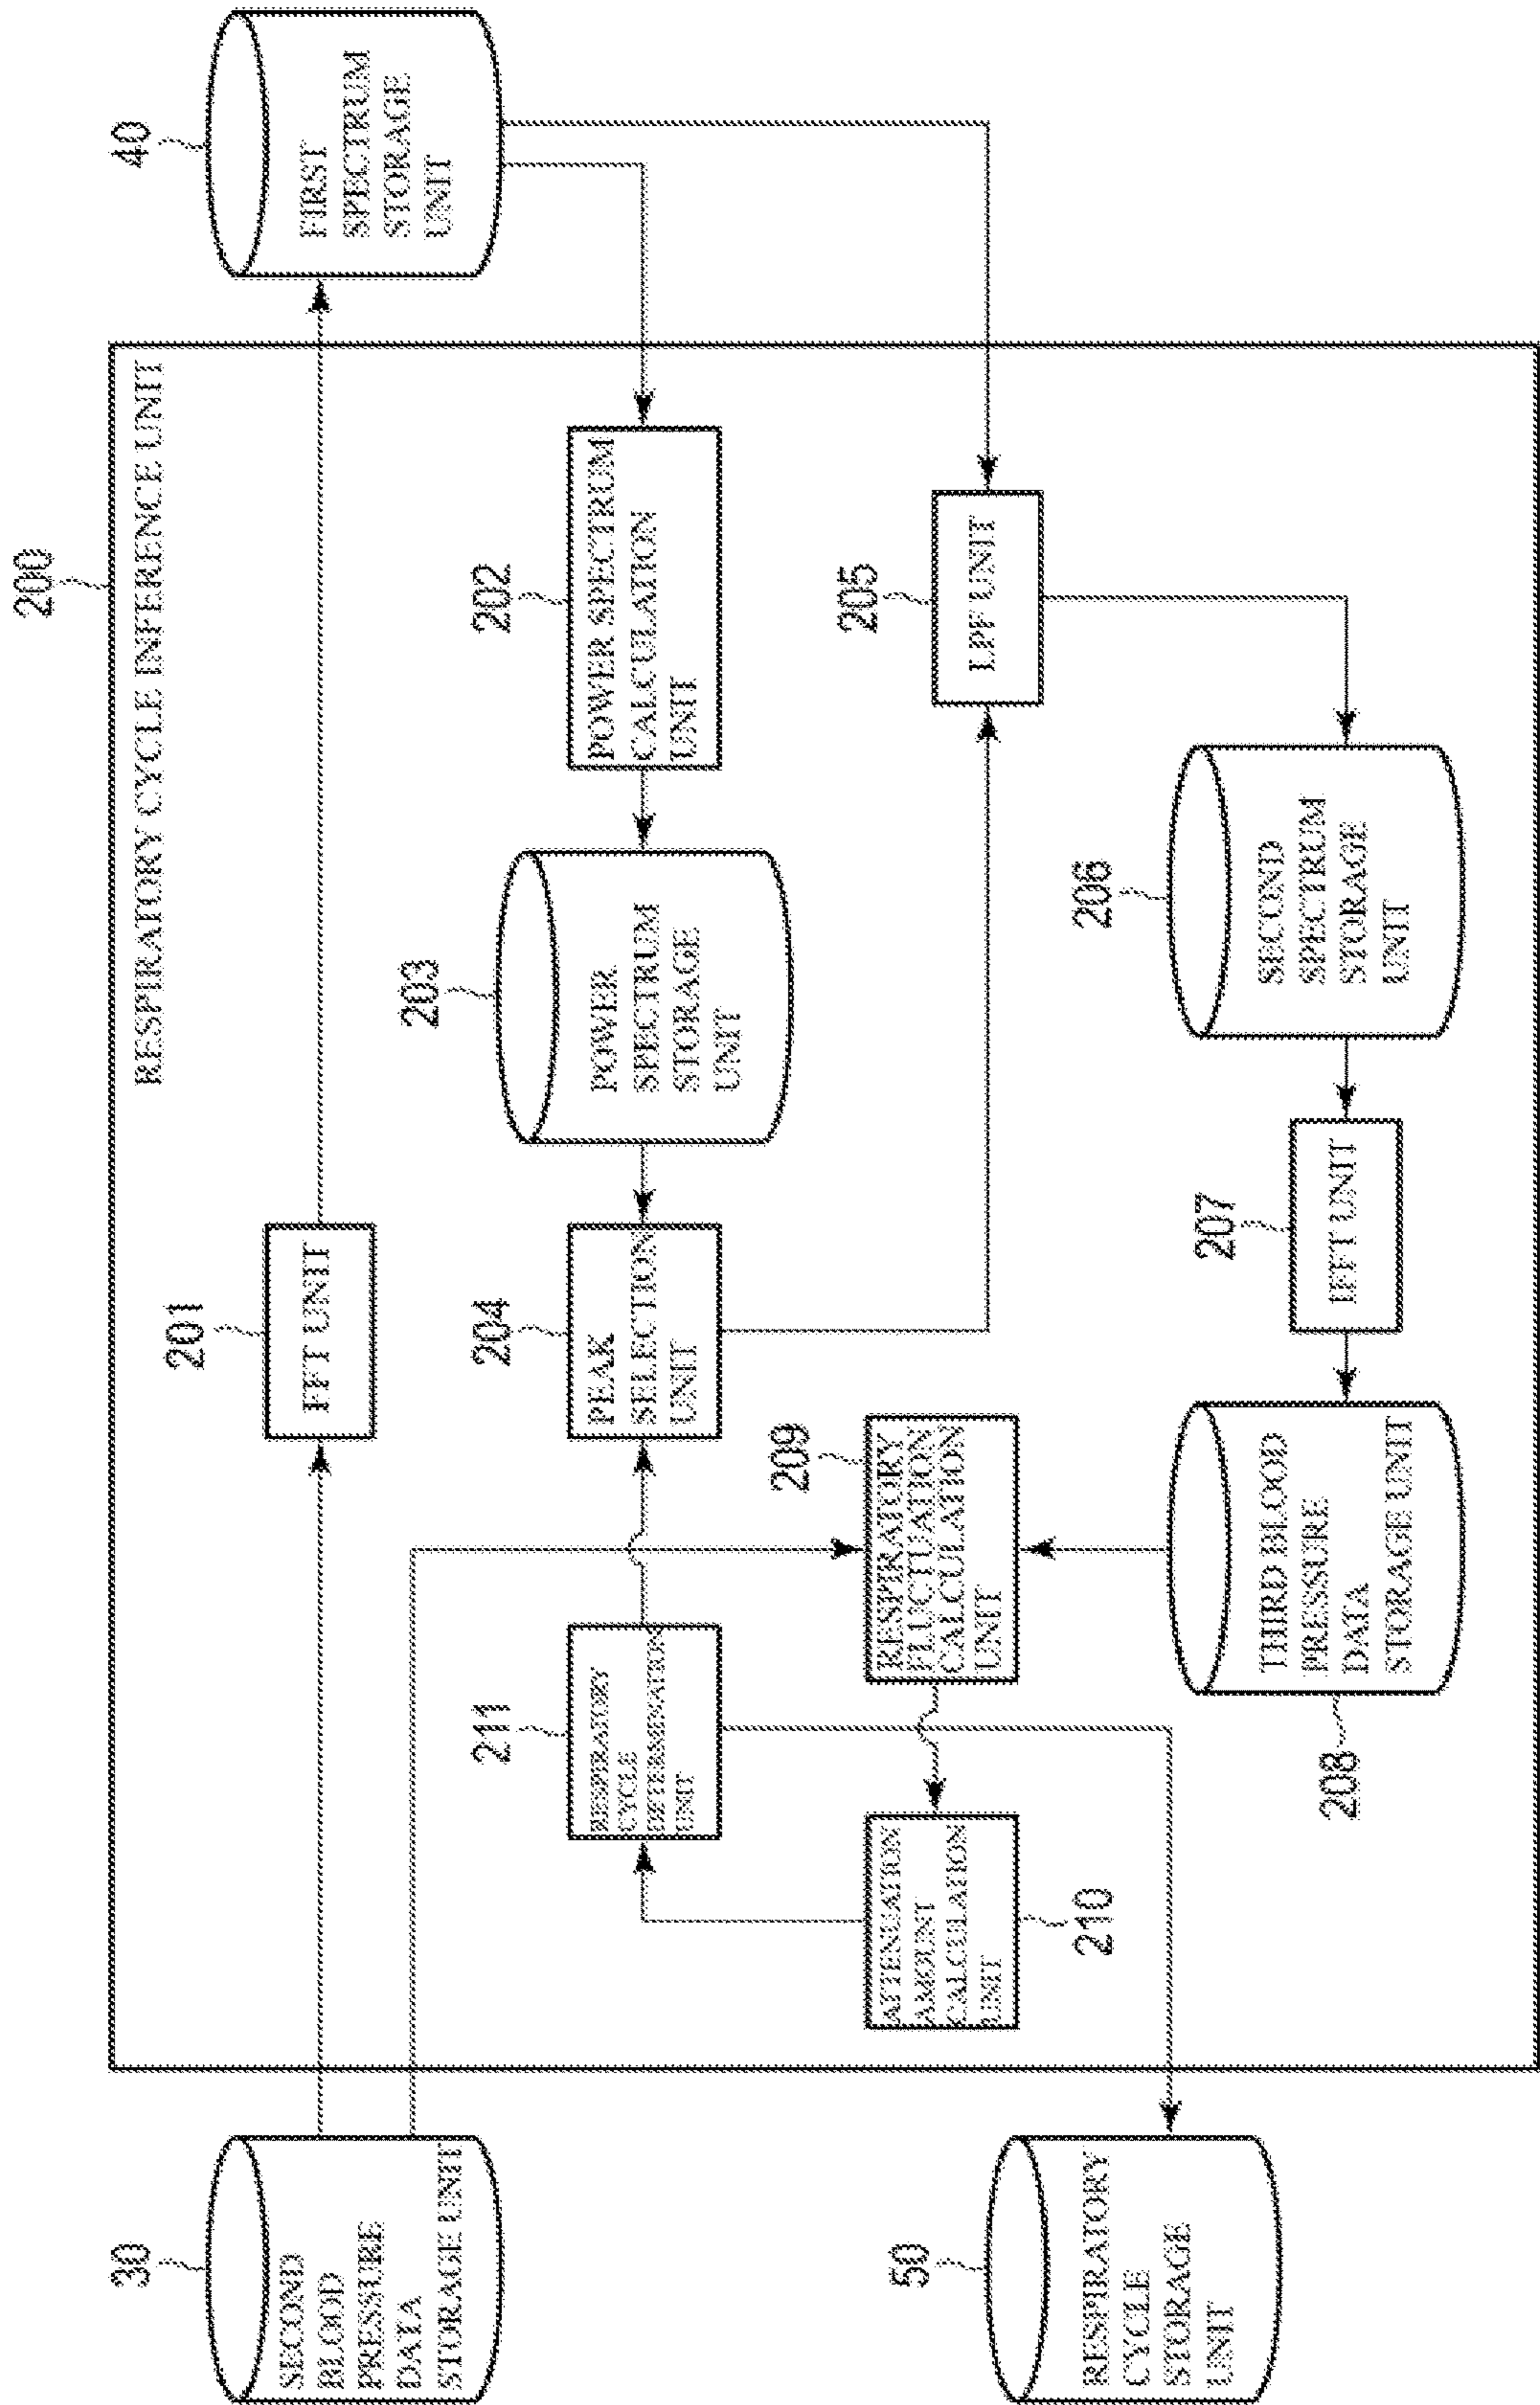 200
RESPIRATORY CYCLE INFERENCE UNIT
30
SECOND
BLOOD
PRESSURE
DATA
STORAGE UNIT
201
FFT UNIT
40
FIRST
SPECTRUM
STORAGE
UNIT
211
RESPIRATORY
CYCLE
DETERMINATION
UNIT
204
PEAK
SELECTION
UNIT
203
POWER
SPECTRUM
STORAGE
UNIT
202
POWER SPECTRUM
CALCULATION
UNIT
210
ATTENUATION
AMOUNT
CALCULATION
UNIT
209
RESPIRATORY
FLUCTUATION
CALCULATION
UNIT
205
LPF UNIT
50
RESPIRATORY
CYCLE
STORAGE
UNIT
208
THIRD BLOOD
PRESSURE
DATA
STORAGE UNIT
207
IFFT UNIT
206
SECOND
SPECTRUM
STORAGE
UNIT